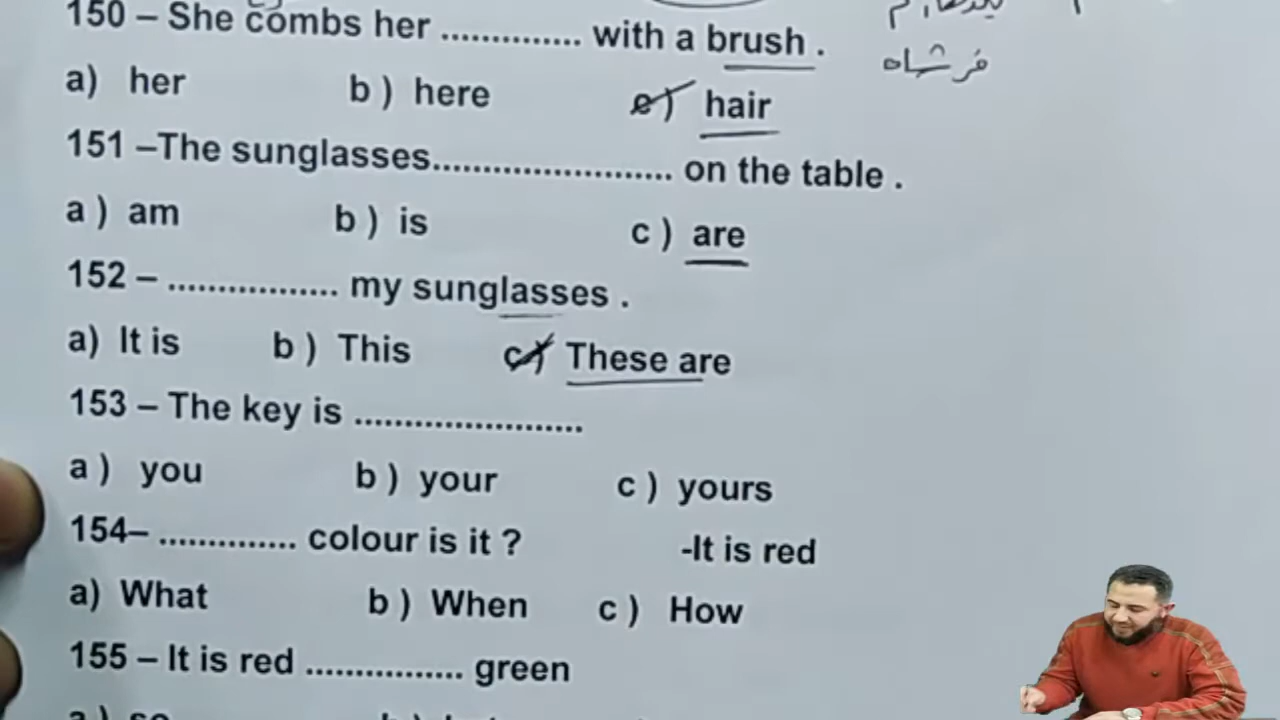 150 – She combs her .............. with a brush .
فرشاه
a) her b ) here c ) hair
151 –The sunglasses........................ on the table .
a ) am b ) is c ) are
152 – ................. my sunglasses .
a) It is b ) This c ) These are
153 – The key is .......................
a ) you b ) your c ) yours
154– .............. colour is it ? -It is red
a) What b ) When c ) How
155 – It is red ................ green
a ) so